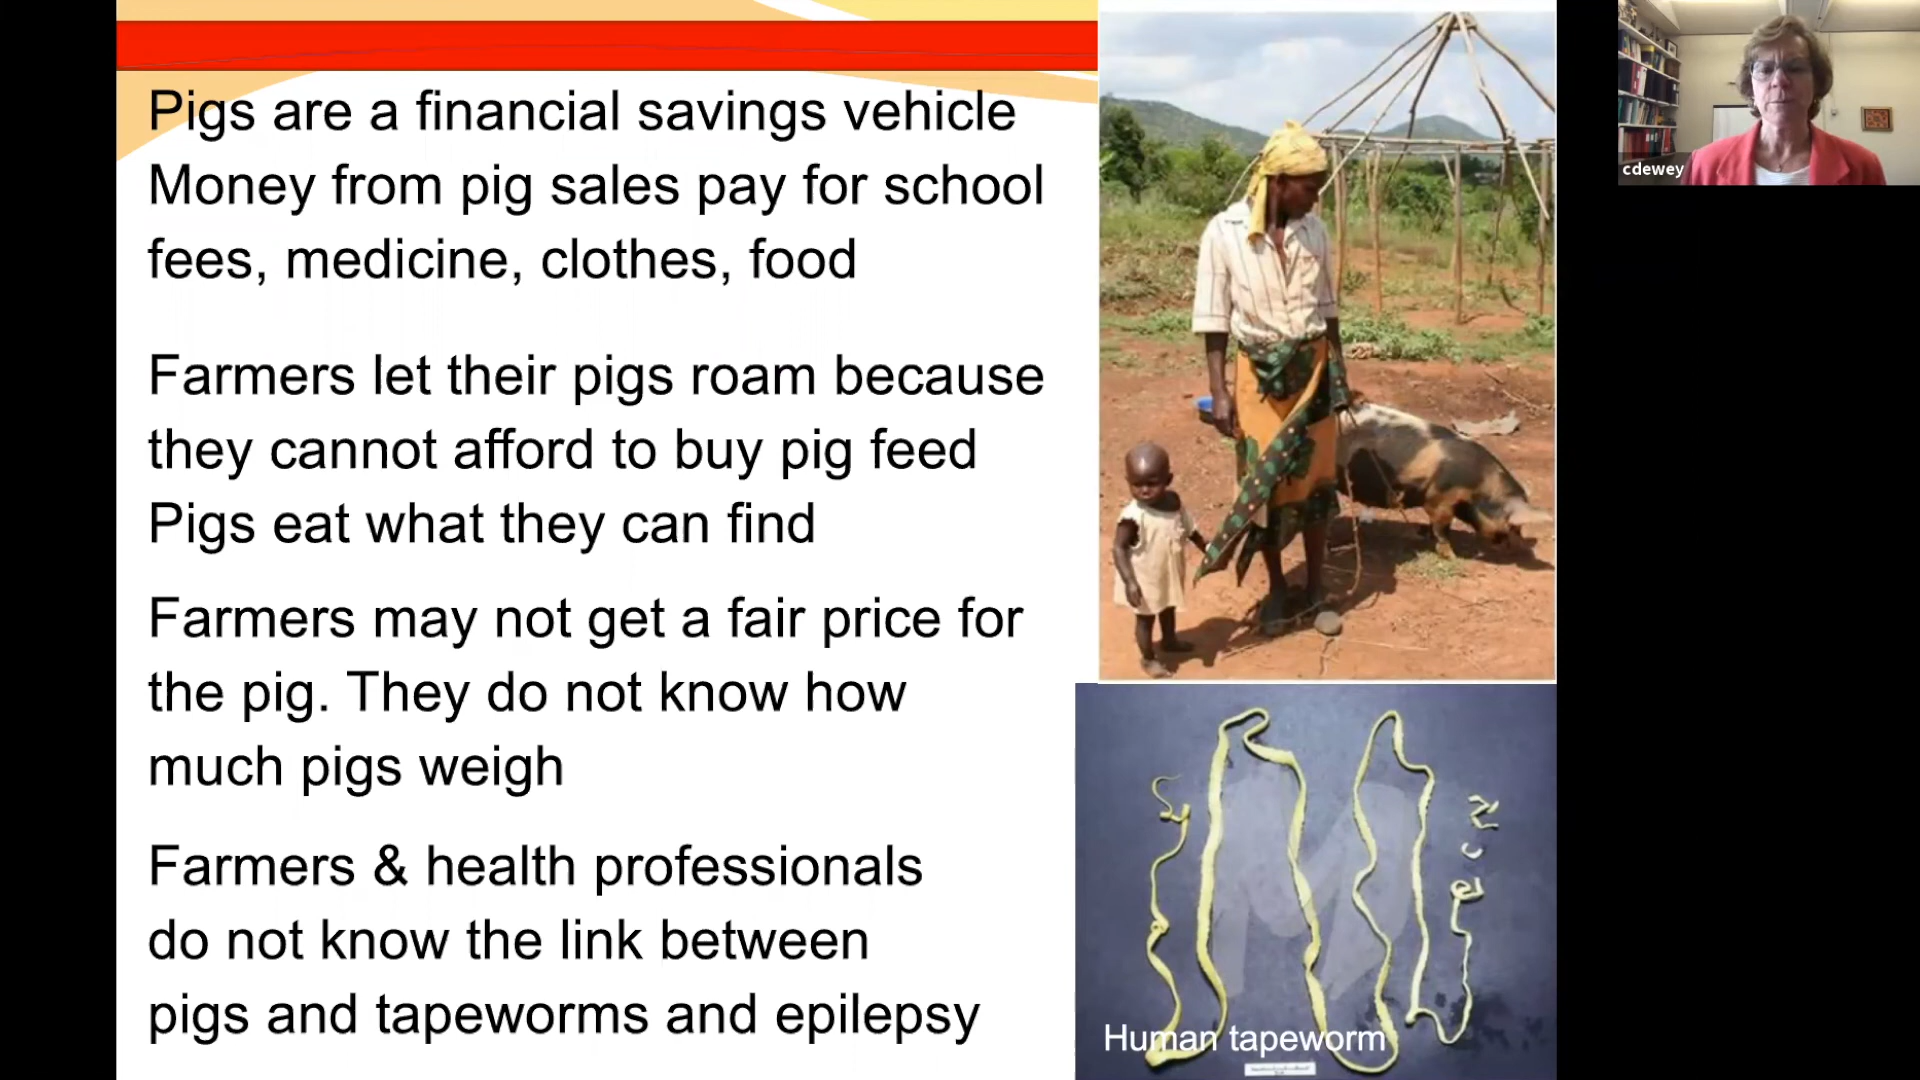 Pigs are a financial savings vehicle
Money from pig sales pay for school
fees, medicine, clothes, food
Farmers let their pigs roam because
they cannot afford to buy pig feed
Pigs eat what they can find
Farmers may not get a fair price for
the pig. They do not know how
much pigs weigh
Farmers & health professionals
do not know the link between
pigs and tapeworms and epilepsy
Human tapeworm
cdewey